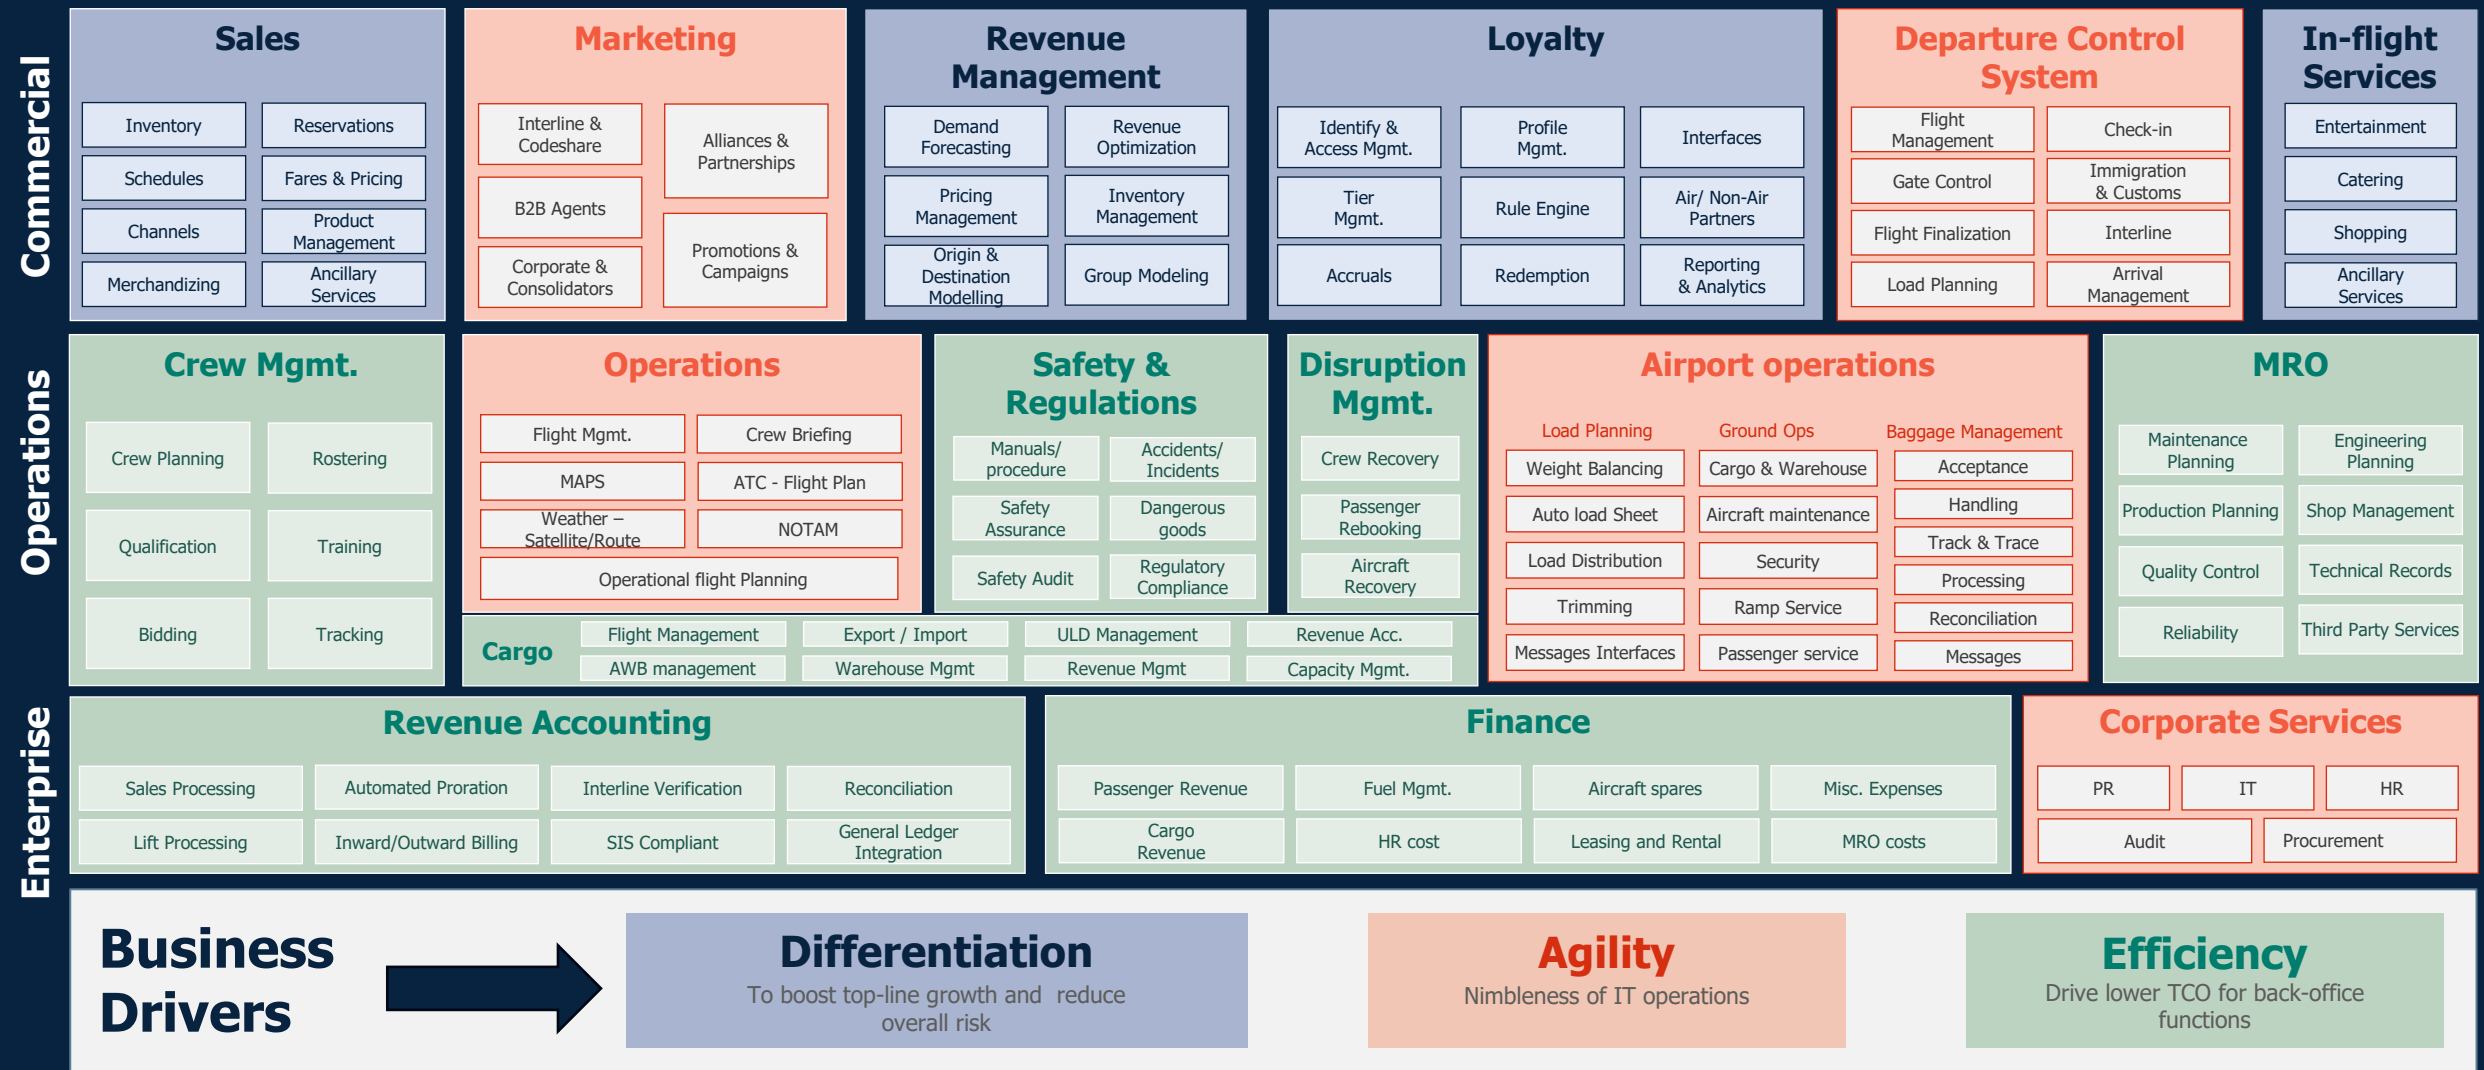 Commercial
Sales
Inventory
Reservations
Schedules
Fares & Pricing
Channels
Product
Management
Merchandizing
Ancillary
Services
Marketing
Interline &
Codeshare
Alliances &
Partnerships
B2B Agents
Promotions &
Campaigns
Corporate &
Consolidators
Revenue
Management
Demand
Forecasting
Revenue
Optimization
Pricing
Management
Inventory
Management
Origin &
Destination
Modelling
Group Modeling
Loyalty
Identify &
Access Mgmt.
Profile
Mgmt.
Interfaces
Tier
Mgmt.
Rule Engine
Air/ Non-Air
Partners
Accruals
Redemption
Reporting
& Analytics
Departure Control
System
Flight
Management
Check-in
Gate Control
Immigration
& Customs
Flight Finalization
Interline
Load Planning
Arrival
Management
In-flight
Services
Entertainment
Catering
Shopping
Ancillary
Services
Operations
Crew Mgmt.
Crew Planning
Rostering
Qualification
Training
Bidding
Tracking
Operations
Flight Mgmt.
Crew Briefing
MAPS
ATC - Flight Plan
Weather –
Satellite/Route
NOTAM
Operational flight Planning
Safety &
Regulations
Manuals/
procedure
Accidents/
Incidents
Safety
Assurance
Dangerous
goods
Safety Audit
Regulatory
Compliance
Disruption
Mgmt.
Crew Recovery
Passenger
Rebooking
Aircraft
Recovery
Cargo
Flight Management
Export / Import
ULD Management
Revenue Acc.
AWB management
Warehouse Mgmt
Revenue Mgmt
Capacity Mgmt.
Airport operations
Load Planning
Weight Balancing
Auto load Sheet
Load Distribution
Trimming
Messages Interfaces
Ground Ops
Cargo & Warehouse
Aircraft maintenance
Security
Ramp Service
Passenger service
Baggage Management
Acceptance
Handling
Track & Trace
Processing
Reconciliation
Messages
MRO
Maintenance
Planning
Engineering
Planning
Production Planning
Shop Management
Quality Control
Technical Records
Reliability
Third Party Services
Enterprise
Revenue Accounting
Sales Processing
Automated Proration
Interline Verification
Reconciliation
Lift Processing
Inward/Outward Billing
SIS Compliant
General Ledger
Integration
Finance
Passenger Revenue
Fuel Mgmt.
Aircraft spares
Misc. Expenses
Cargo
Revenue
HR cost
Leasing and Rental
MRO costs
Corporate Services
PR
IT
HR
Audit
Procurement
Business
Drivers
Differentiation
To boost top-line growth and  reduce
overall risk
Agility
Nimbleness of IT operations
Efficiency
Drive lower TCO for back-office
functions